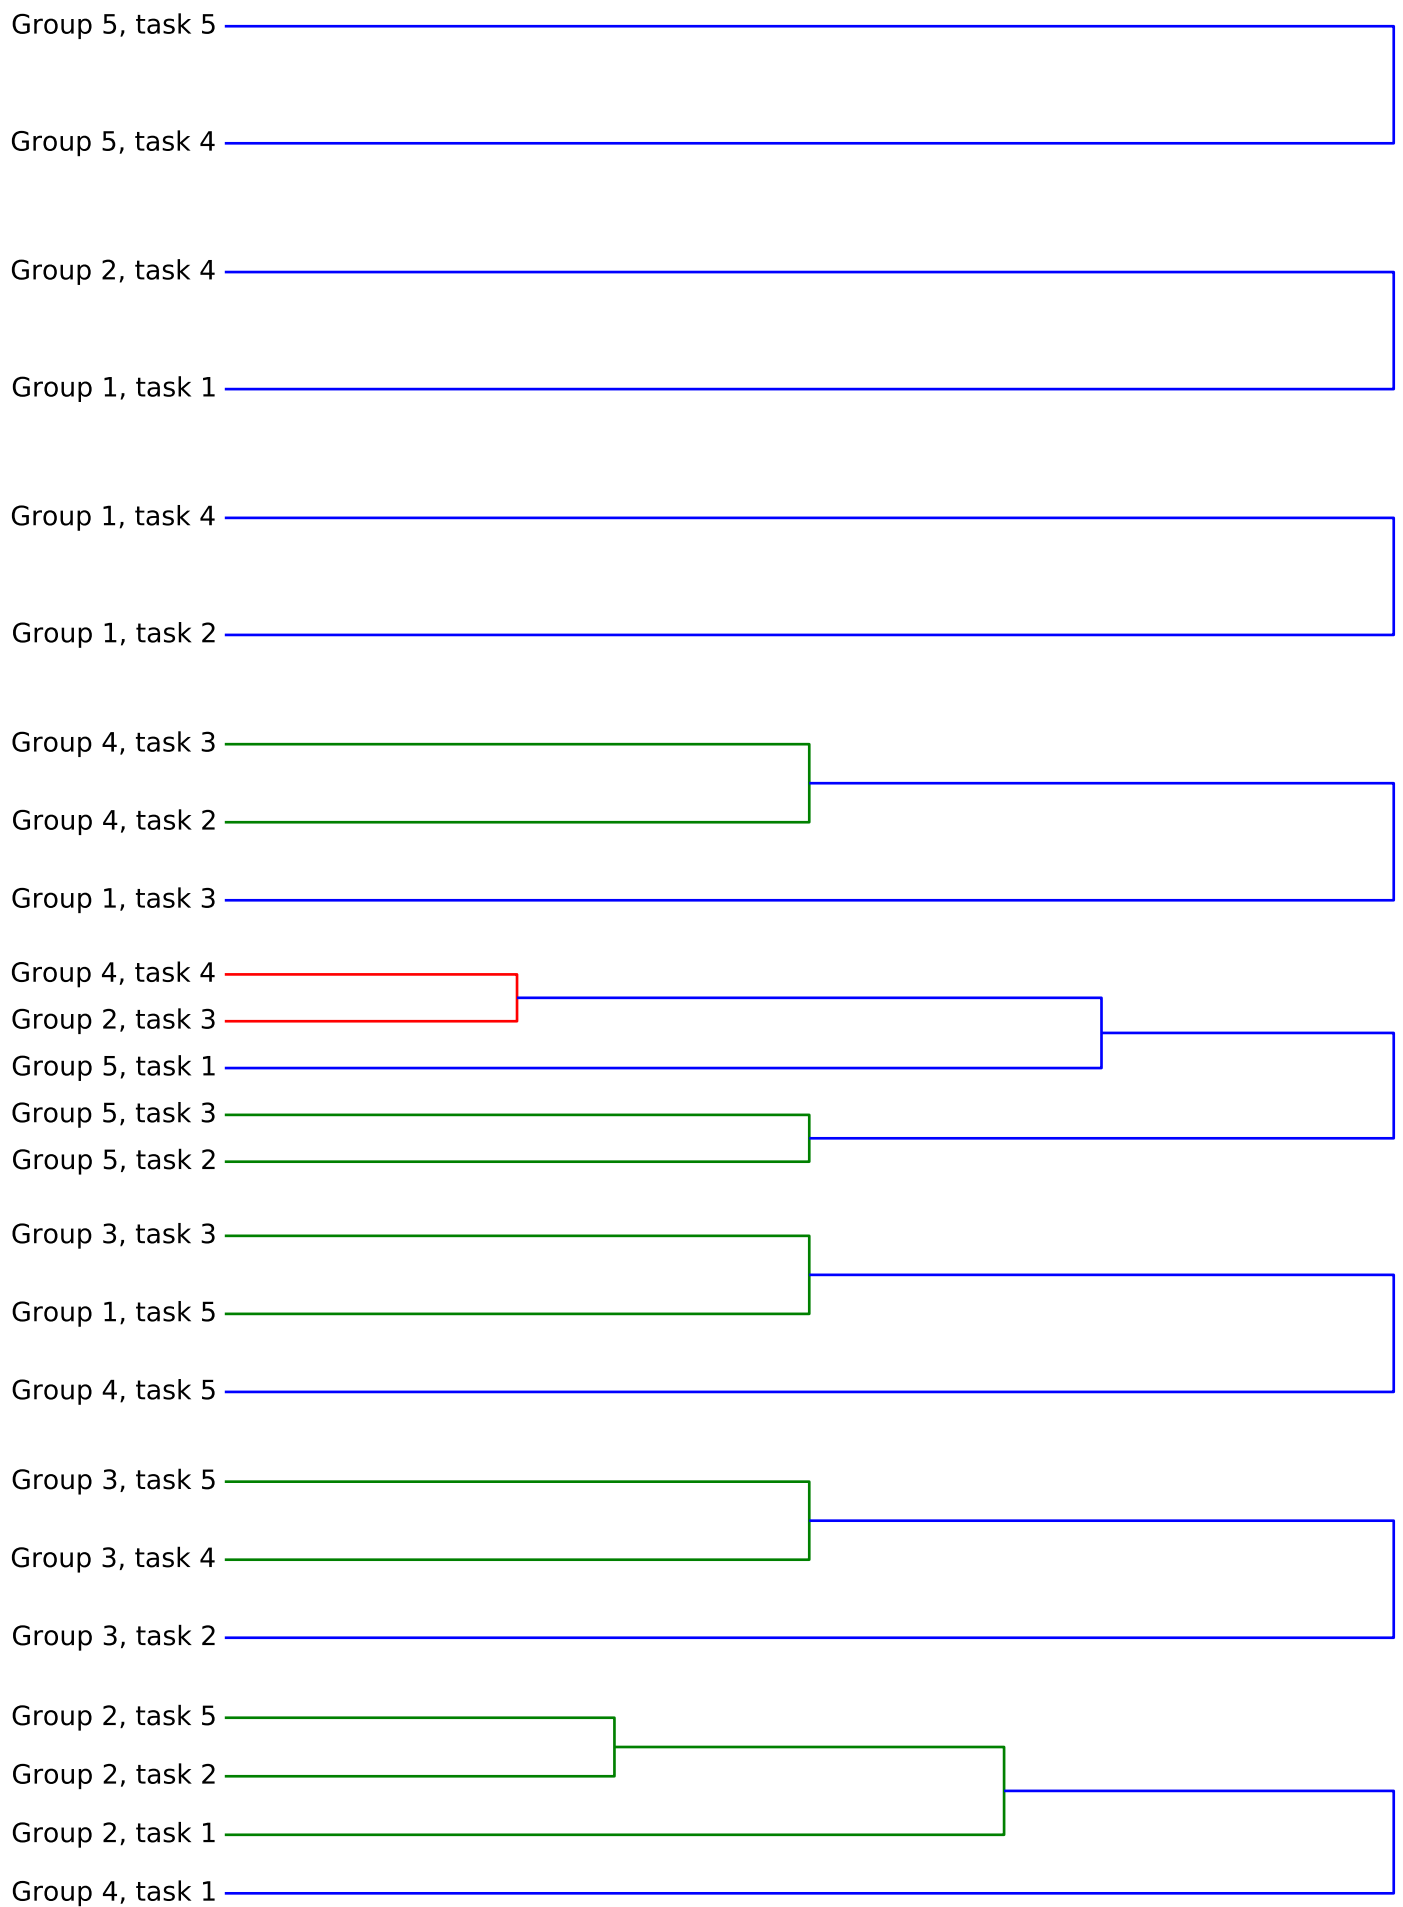 Group 5, task 5
Group 5, task 4
Group 2, task 4
Group 1, task 1
Group 1, task 4
Group 1, task 2
Group 4, task 3
Group 4, task 2
Group 1, task 3
Group 4, task 4
Group 2, task 3
Group 5, task 1
Group 5, task 3
Group 5, task 2
Group 3, task 3
Group 1, task 5
Group 4, task 5
Group 3, task 5
Group 3, task 4
Group 3, task 2
Group 2, task 5
Group 2, task 2
Group 2, task 1
Group 4, task 1